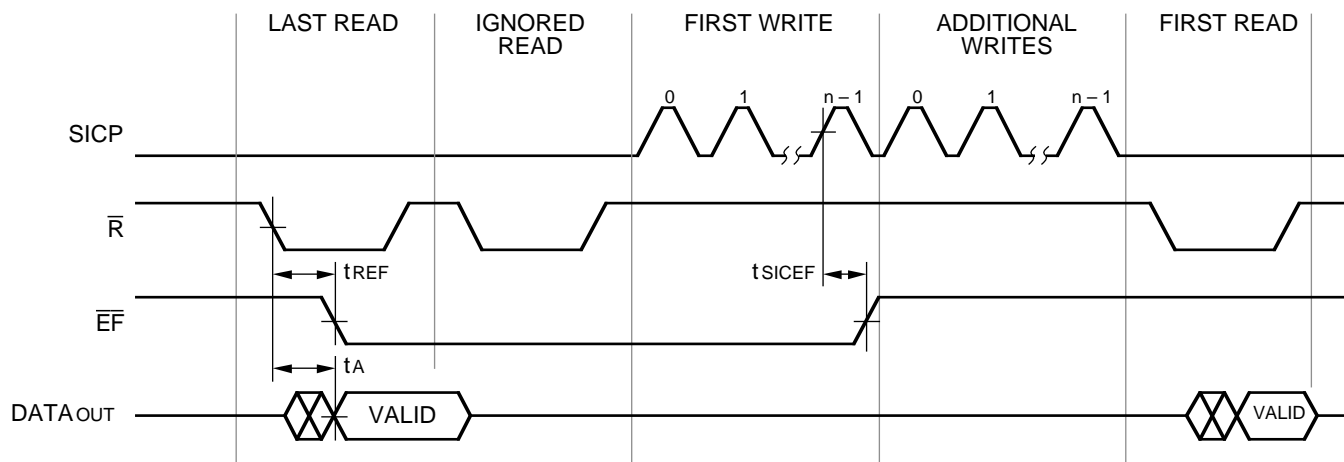 LAST READ
IGNORED
READ
FIRST WRITE
ADDITIONAL
WRITES
FIRST READ
0 1 n – 1 0 1 n – 1
SICP
R̅
tREF
tSICEF
E̅F̅
tA
DATAOUT
VALID
VALID